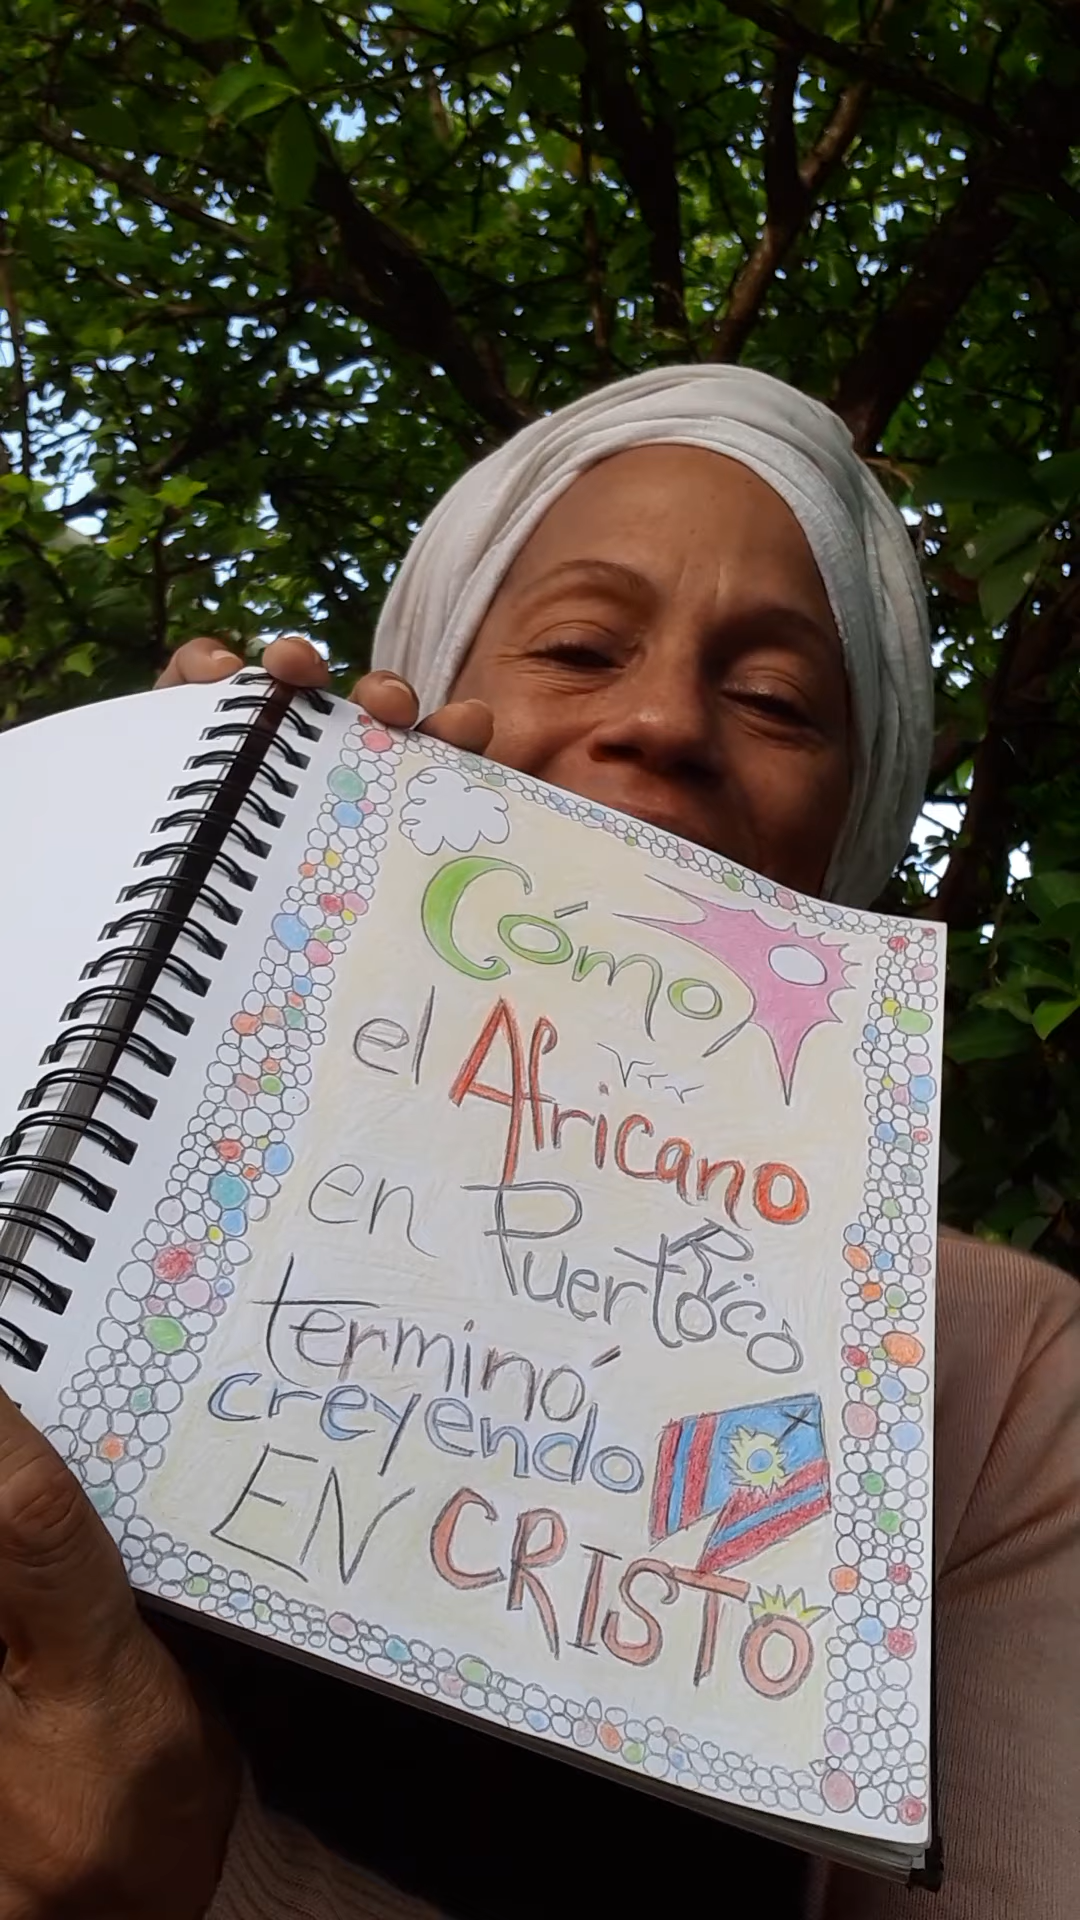 Cómo,
el Africano
en Puerto Rico
terminó,
creyendo
EN CRISTO